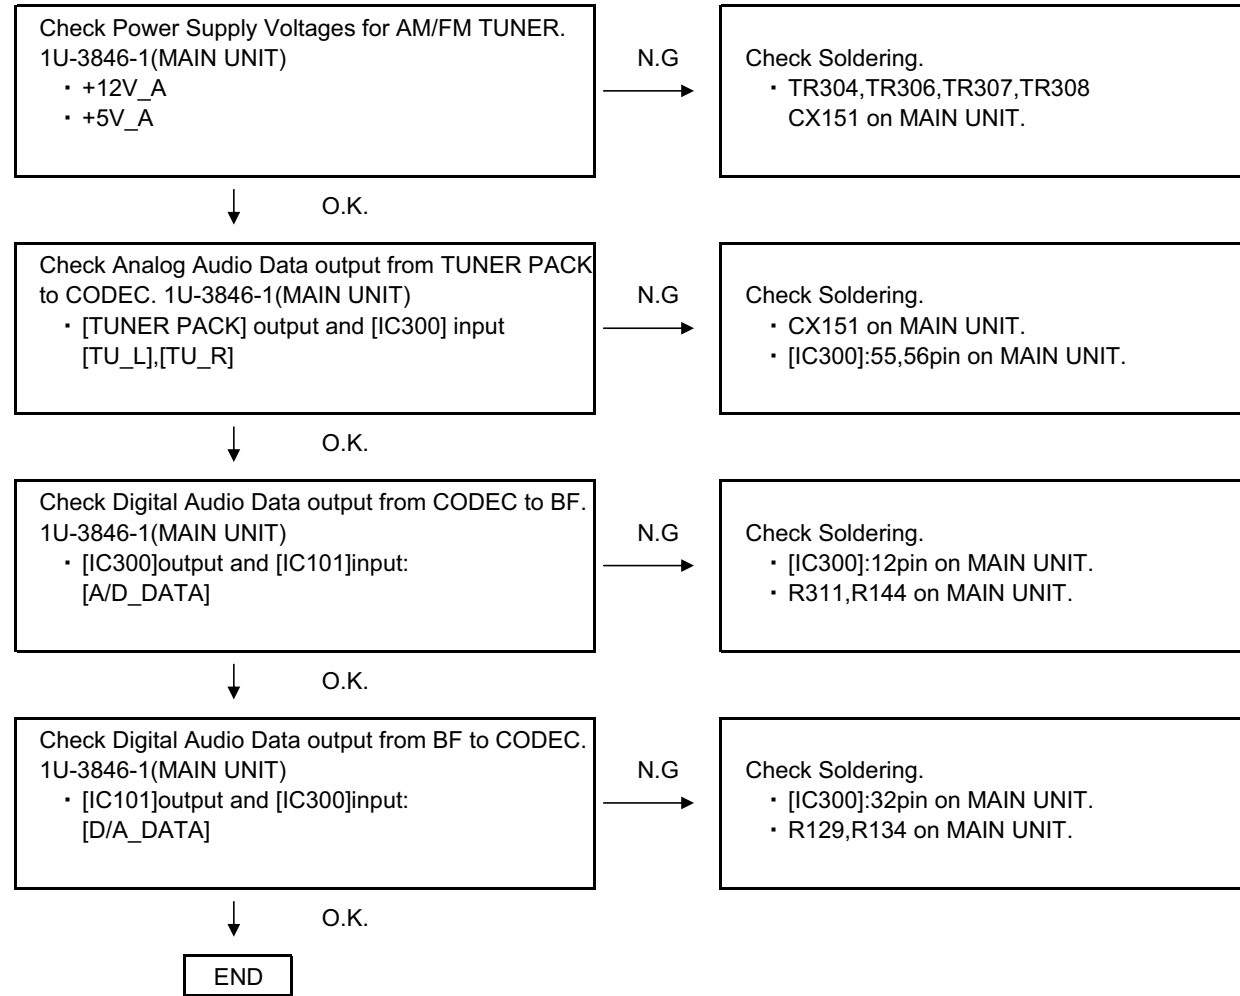 Check Power Supply Voltages for AM/FM TUNER.
1U-3846-1(MAIN UNIT)
・ +12V_A
・ +5V_A
N.G
Check Soldering.
・ TR304,TR306,TR307,TR308
CX151 on MAIN UNIT.
O.K.
Check Analog Audio Data output from TUNER PACK
to CODEC. 1U-3846-1(MAIN UNIT)
・ [TUNER PACK] output and [IC300] input
[TU_L],[TU_R]
N.G
Check Soldering.
・ CX151 on MAIN UNIT.
・ [IC300]:55,56pin on MAIN UNIT.
O.K.
Check Digital Audio Data output from CODEC to BF.
1U-3846-1(MAIN UNIT)
・ [IC300]output and [IC101]input:
[A/D_DATA]
N.G
Check Soldering.
・ [IC300]:12pin on MAIN UNIT.
・ R311,R144 on MAIN UNIT.
O.K.
Check Digital Audio Data output from BF to CODEC.
1U-3846-1(MAIN UNIT)
・ [IC101]output and [IC300]input:
[D/A_DATA]
N.G
Check Soldering.
・ [IC300]:32pin on MAIN UNIT.
・ R129,R134 on MAIN UNIT.
O.K.
END